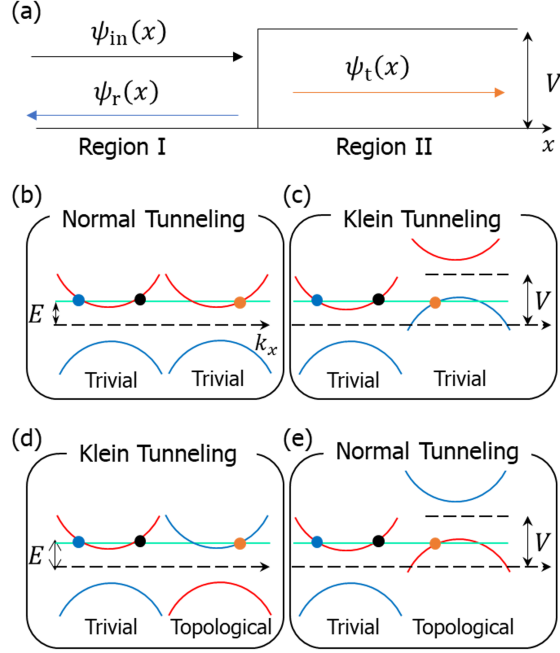 (a)
ψin(x)
ψr(x)
ψt(x)
V
Region I
Region II
x
(b)
Normal Tunneling
E
kx
Trivial
Trivial
(c)
Klein Tunneling
V
Trivial
Trivial
(d)
Klein Tunneling
E
Trivial
Topological
(e)
Normal Tunneling
V
Trivial
Topological